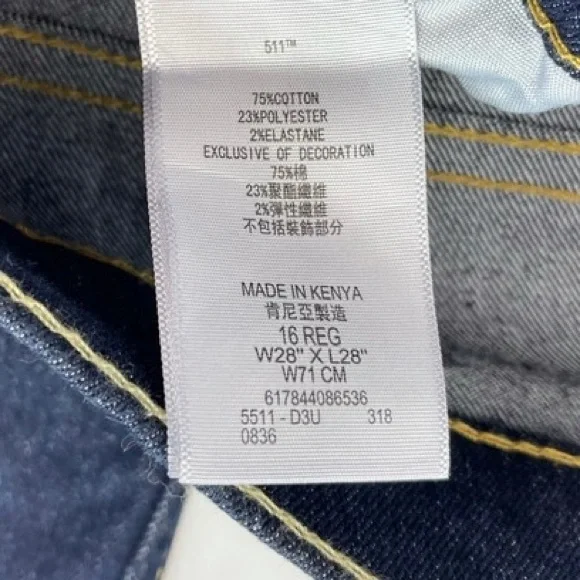 511™
75%COTTON
23%POLYESTER
2%ELASTANE
EXCLUSIVE OF DECORATION
75%棉
23%聚酯纖維
2%彈性纖維
不包括裝飾部分
MADE IN KENYA
肯尼亞製造
16 REG
W28" X L28"
W71 CM
617844086536
5511 - D3U 318
0836